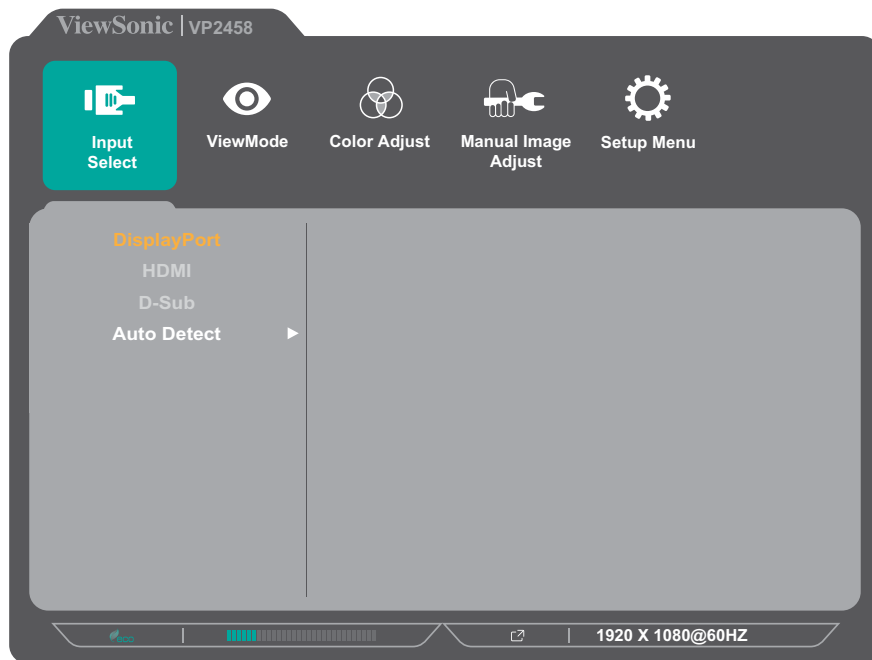 ViewSonic | VP2458
Input
Select
ViewMode
Color Adjust
Manual Image
Adjust
Setup Menu
DisplayPort
HDMI
D-Sub
Auto Detect
eco
1920 X 1080@60HZ